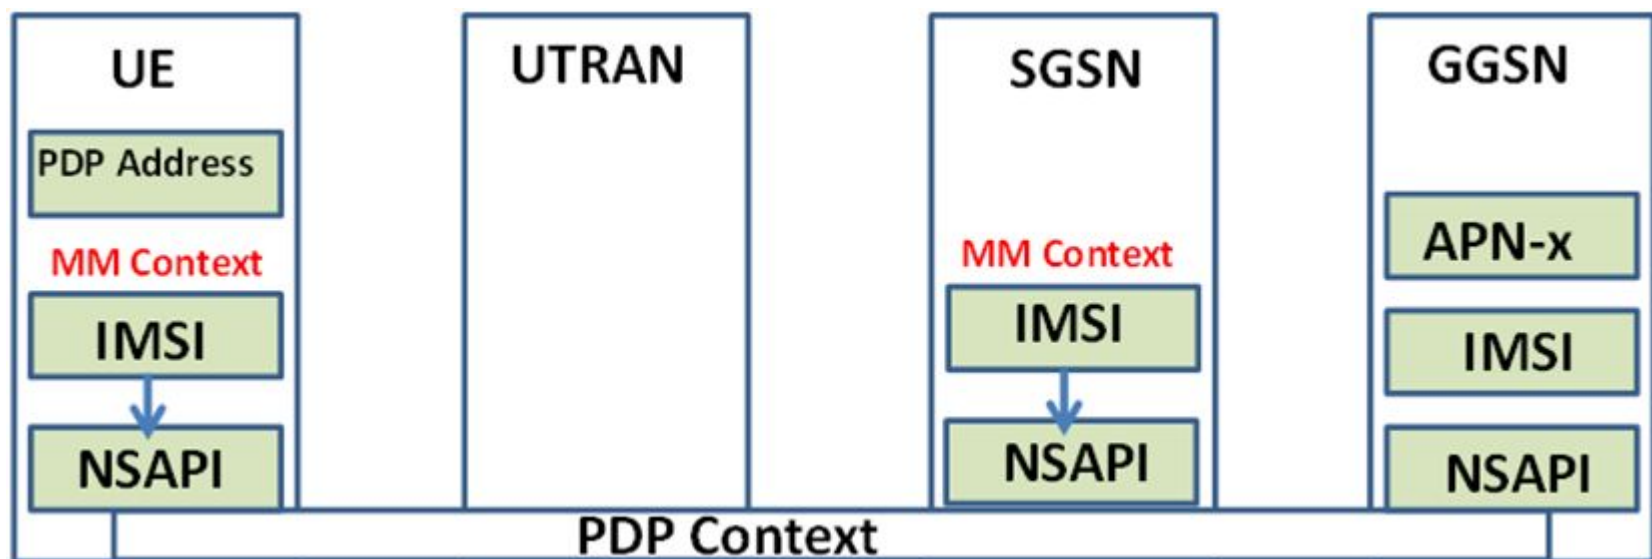 UE
PDP Address
MM Context
IMSI
NSAPI
UTRAN
SGSN
MM Context
IMSI
NSAPI
GGSN
APN-x
IMSI
NSAPI
PDP Context